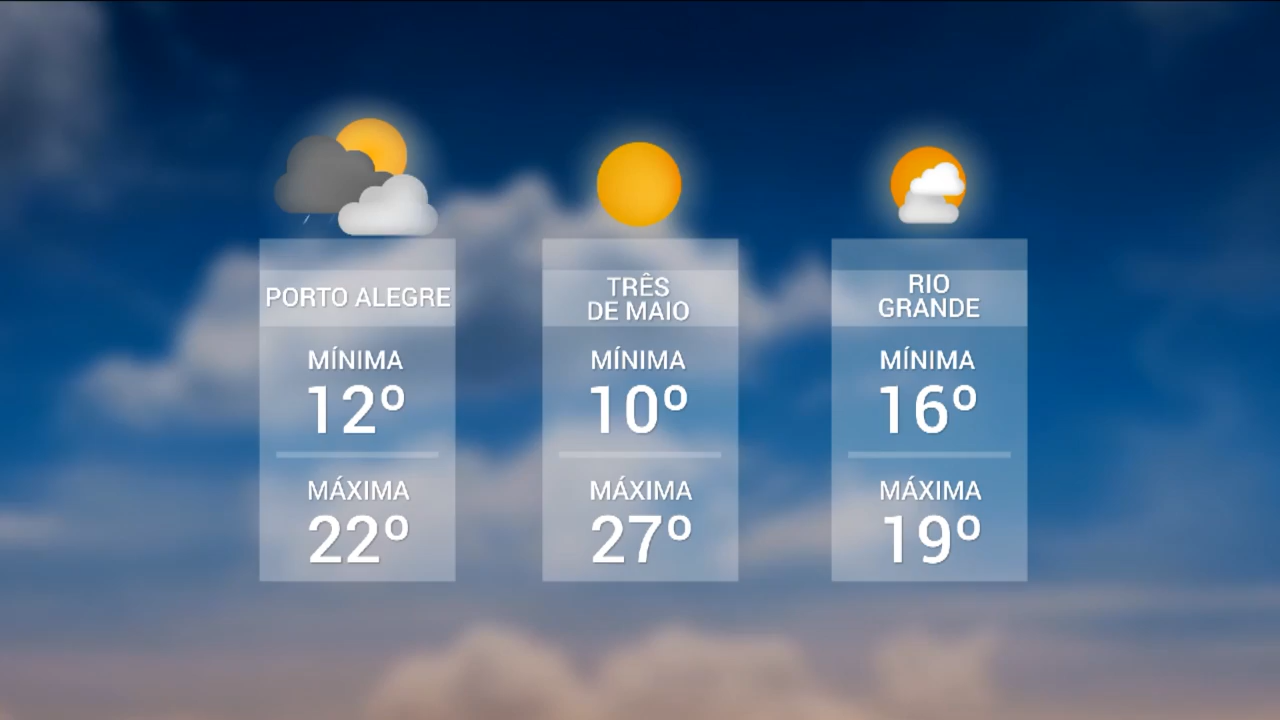 PORTO ALEGRE
MÍNIMA
12º
MÁXIMA
22º
TRÊS
DE MAIO
MÍNIMA
10º
MÁXIMA
27º
RIO
GRANDE
MÍNIMA
16º
MÁXIMA
19º